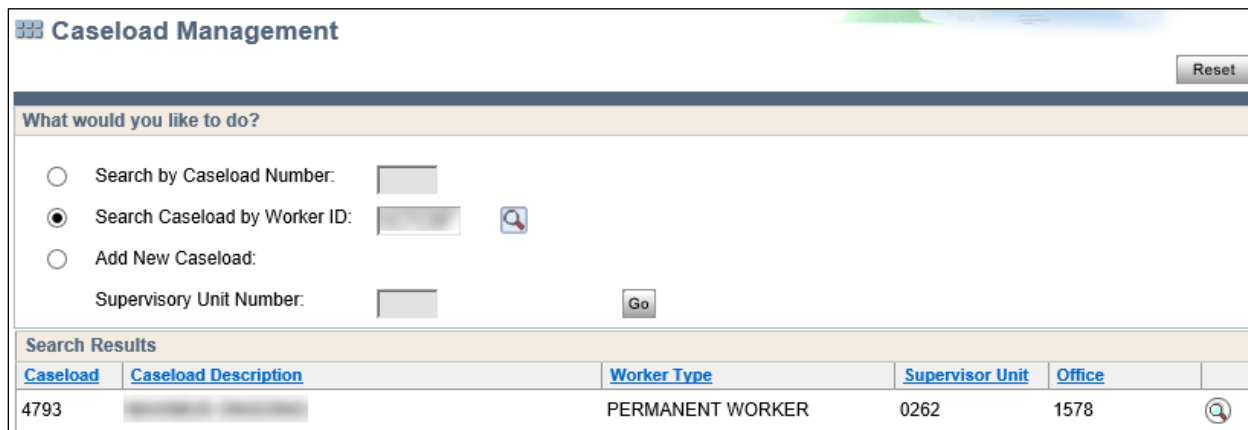 Caseload Management
Reset
What would you like to do?
Search by Caseload Number:
Search Caseload by Worker ID:
Add New Caseload:
Supervisory Unit Number:
Go
Search Results
Caseload Caseload Description Worker Type Supervisor Unit Office
4793 PERMANENT WORKER 0262 1578